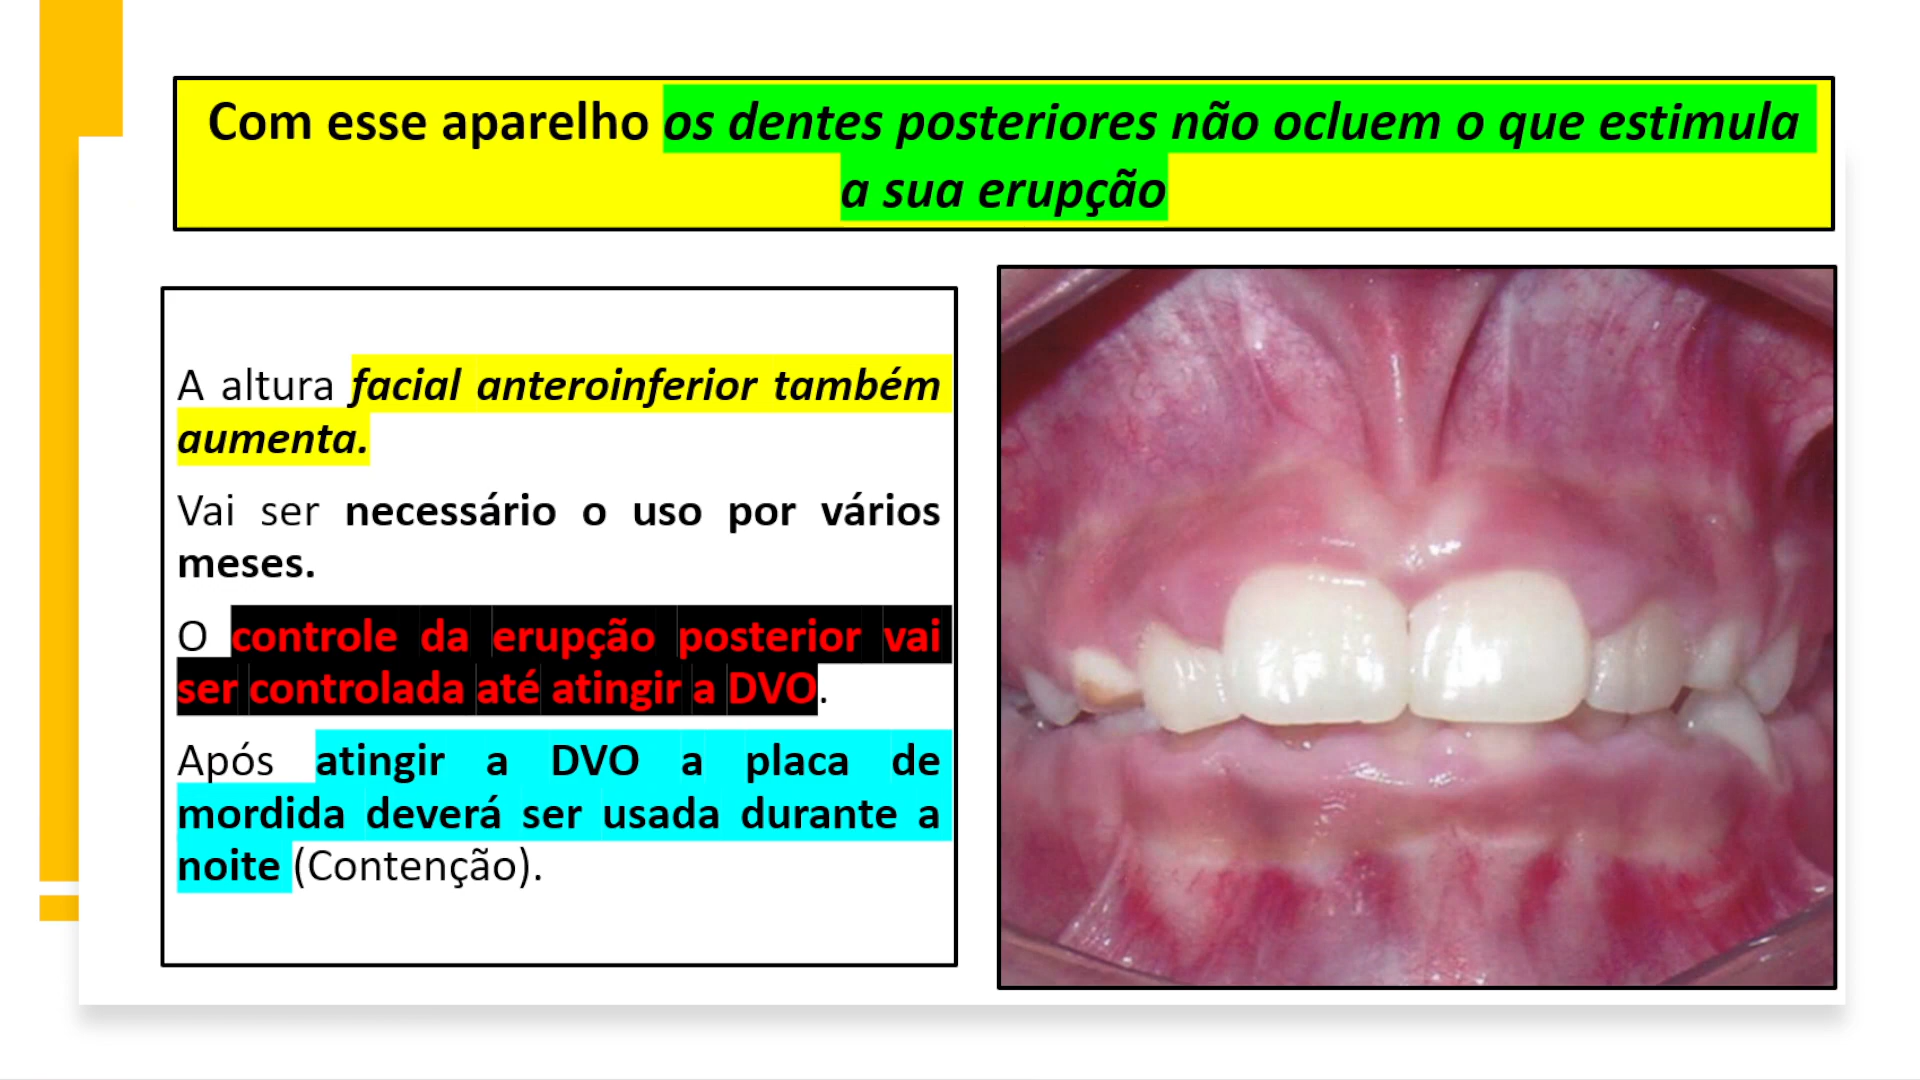 Com esse aparelho os dentes posteriores não ocluem o que estimula
a sua erupção
A altura facial anteroinferior também
aumenta.
Vai ser necessário o uso por vários
meses.
O controle da erupção posterior vai
ser controlada até atingir a DVO.
Após atingir a DVO a placa de
mordida deverá ser usada durante a
noite (Contenção).